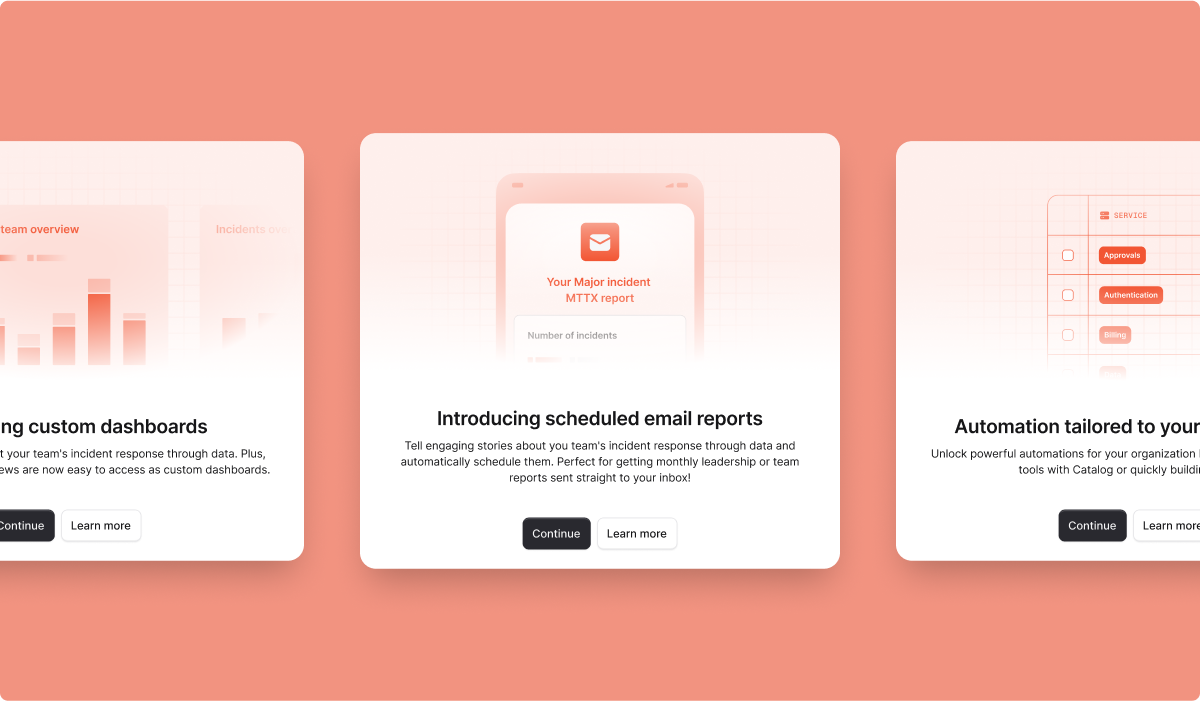 team overview
Incidents ove
ng custom dashboards
t your team's incident response through data. Plus,
ews are now easy to access as custom dashboards.
Continue
Learn more
Your Major incident
MTTX report
Number of incidents
Introducing scheduled email reports
Tell engaging stories about you team's incident response through data and
automatically schedule them. Perfect for getting monthly leadership or team
reports sent straight to your inbox!
Continue
Learn more
SERVICE
Approvals
Authentication
Billing
Automation tailored to your
Unlock powerful automations for your organization
tools with Catalog or quickly buildin
Continue
Learn more